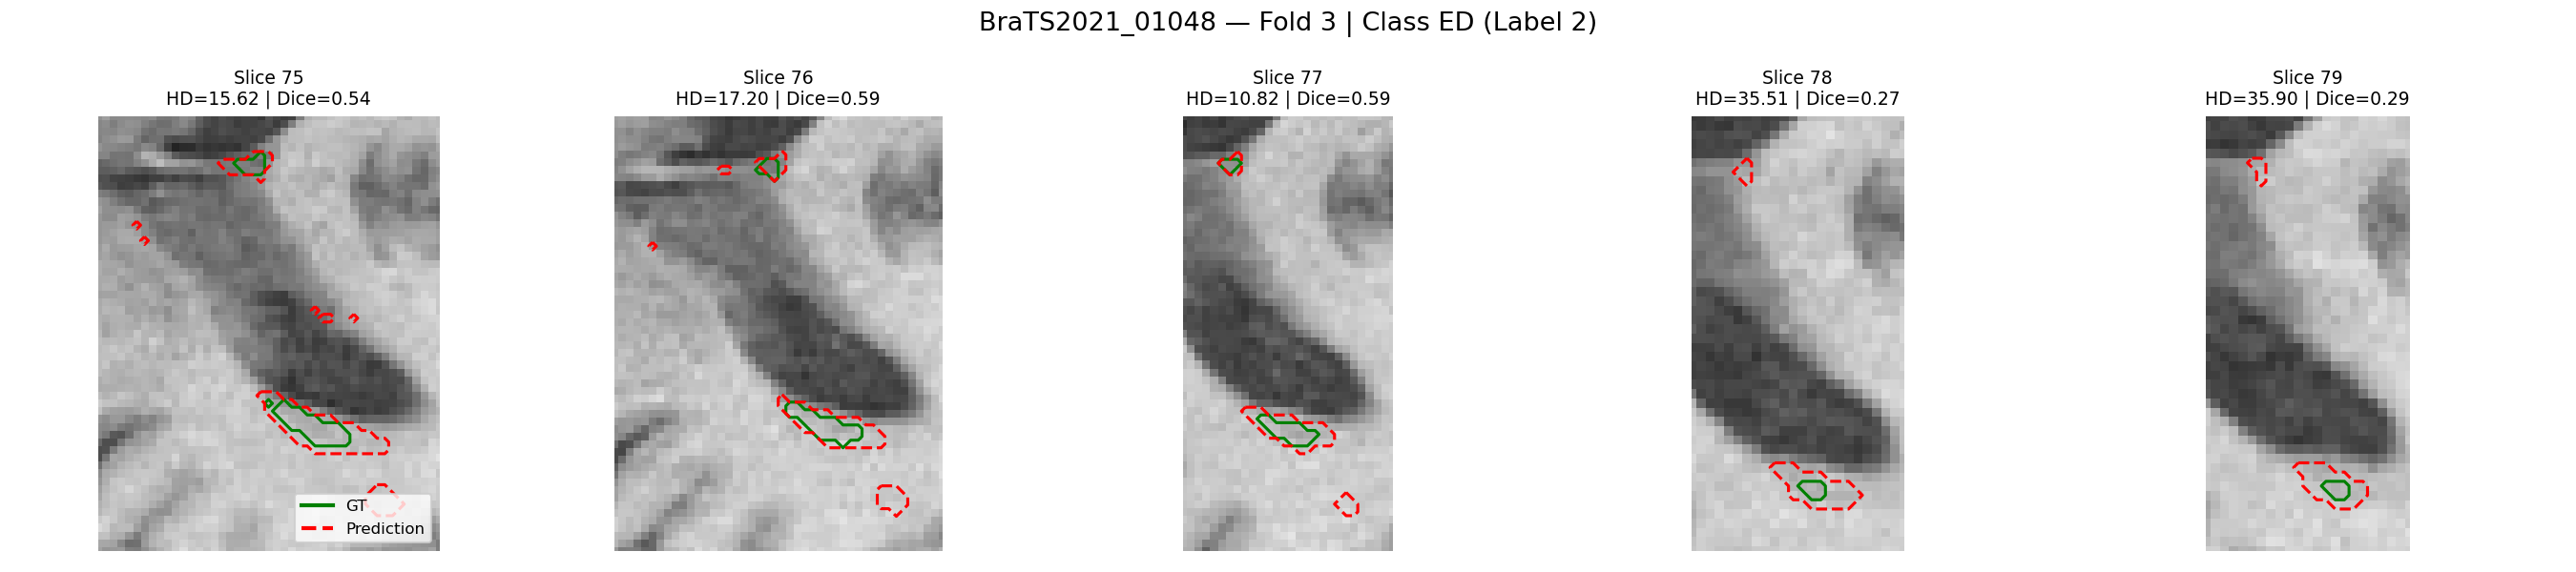 BraTS2021_01048 — Fold 3 | Class ED (Label 2)
Slice 75
HD=15.62 | Dice=0.54
Slice 76
HD=17.20 | Dice=0.59
Slice 77
HD=10.82 | Dice=0.59
Slice 78
HD=35.51 | Dice=0.27
Slice 79
HD=35.90 | Dice=0.29
GT
Prediction